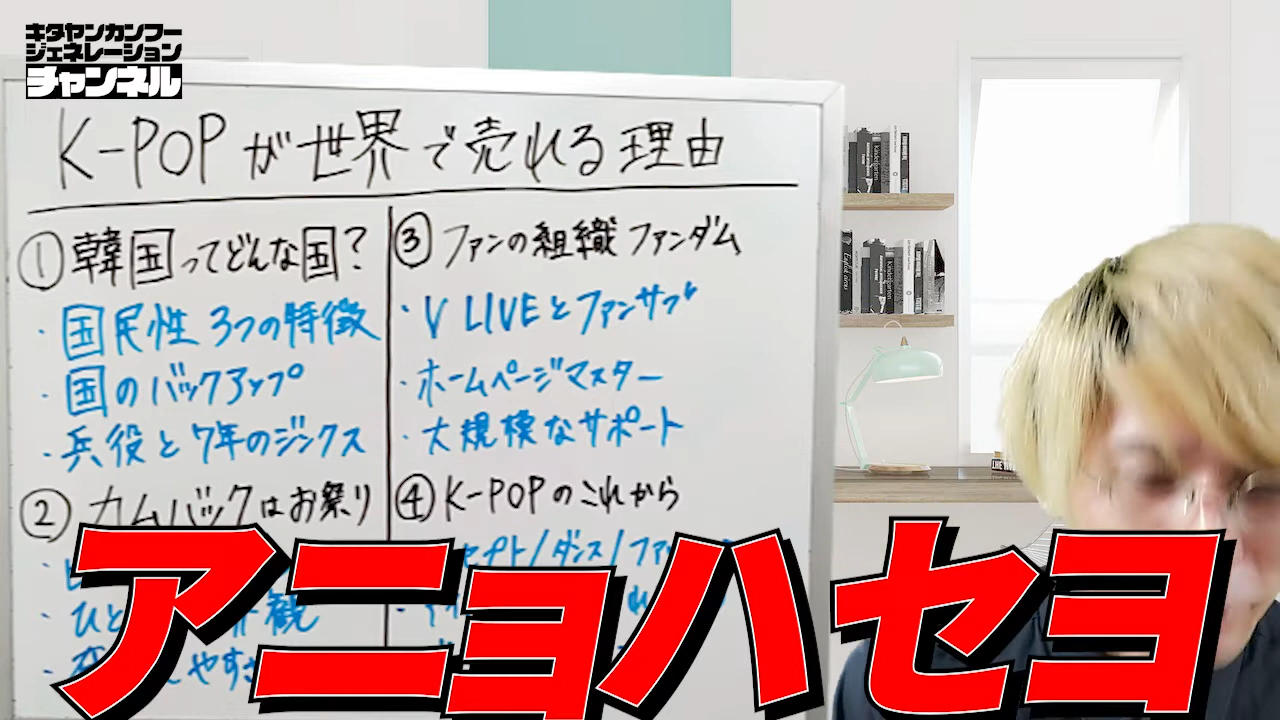 キタヤンカンフー
ジェネレーション
チャンネル
K-POPが世界で売れる理由
①韓国ってどんな国?
・国民性 3つの特徴
・国のバックアップ
・兵役と7年のジンクス
②カムバックはお祭り
③ファンの組織 ファンダム
・V LIVEとファンサブ
・ホームページマスター
・大規模なサポート
④K-POPのこれから
アニョハセヨ